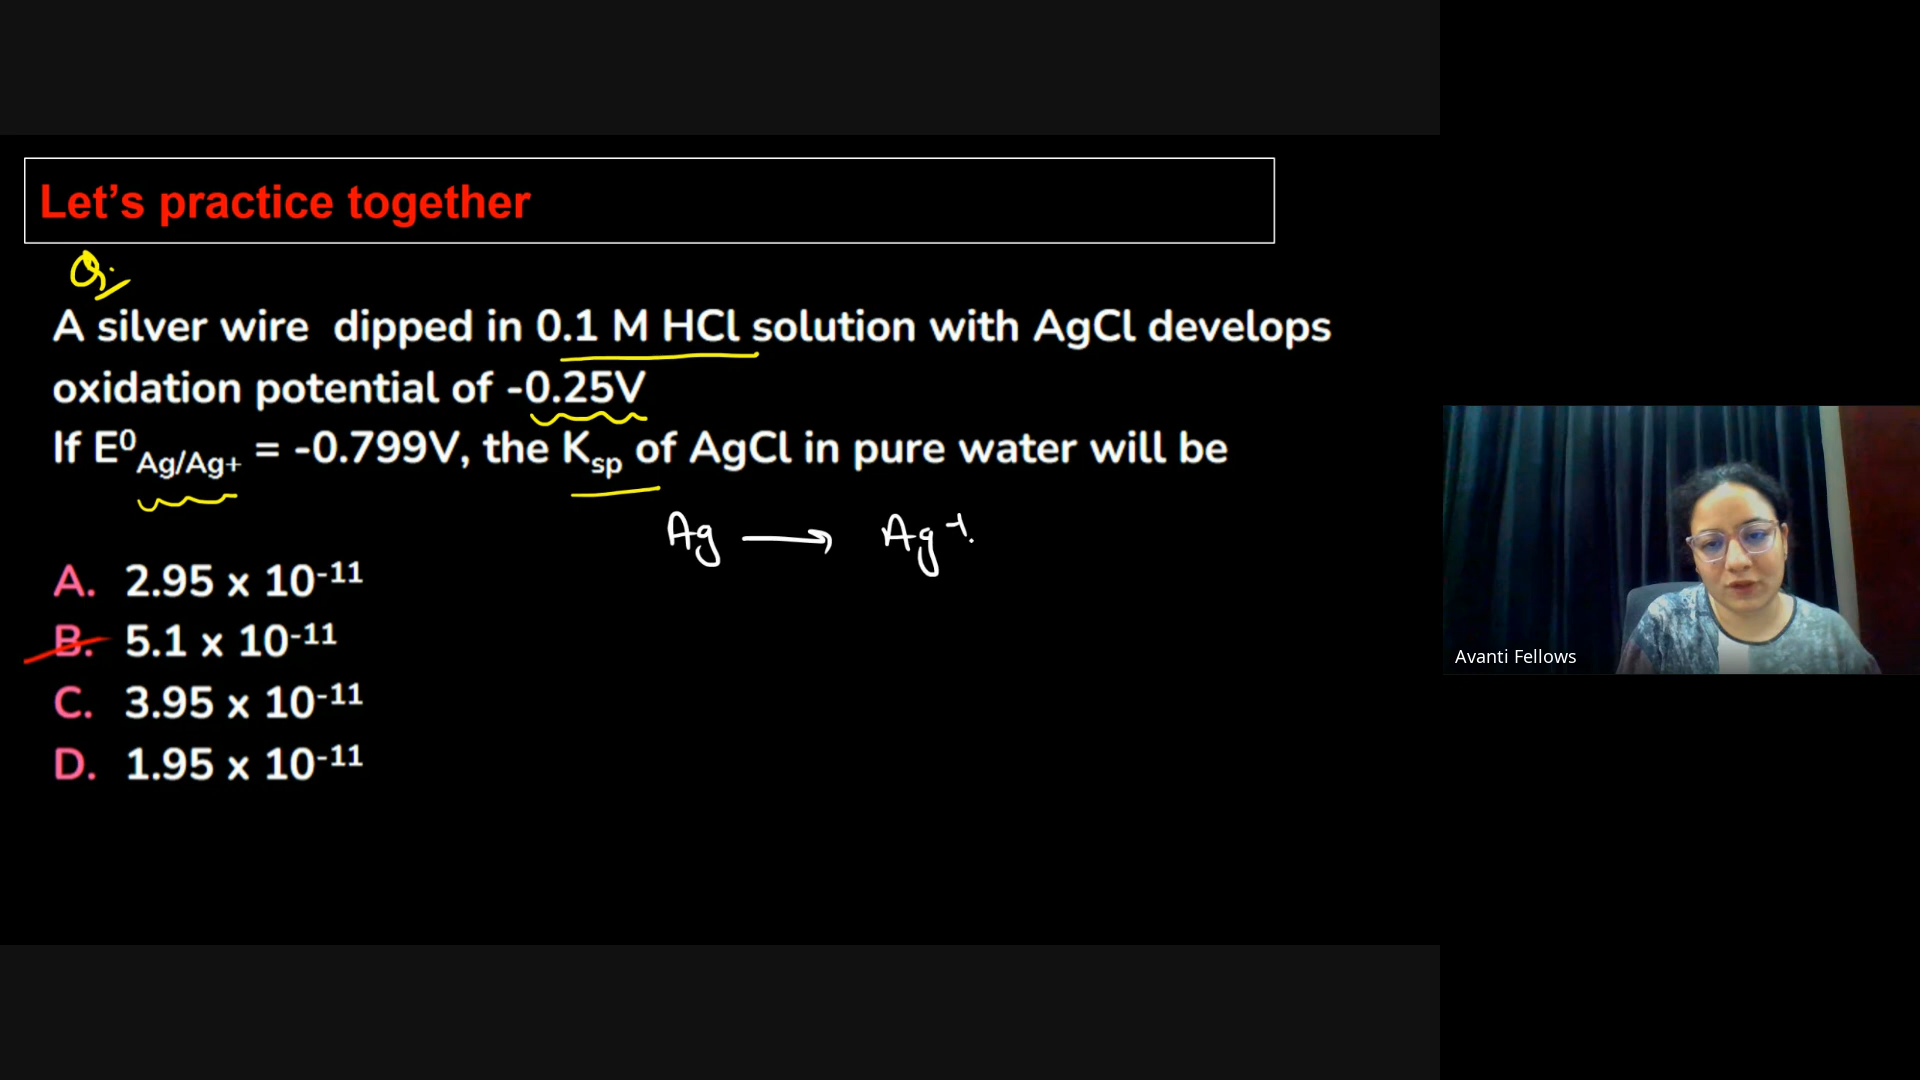 Let's practice together
Q.
A silver wire dipped in 0.1 M HCl solution with AgCl develops
oxidation potential of -0.25V
If E⁰Ag/Ag+ = -0.799V, the Ksp of AgCl in pure water will be
Ag → Ag+
A. 2.95 x 10⁻¹¹
B. 5.1 x 10⁻¹¹
C. 3.95 x 10⁻¹¹
D. 1.95 x 10⁻¹¹
Avanti Fellows